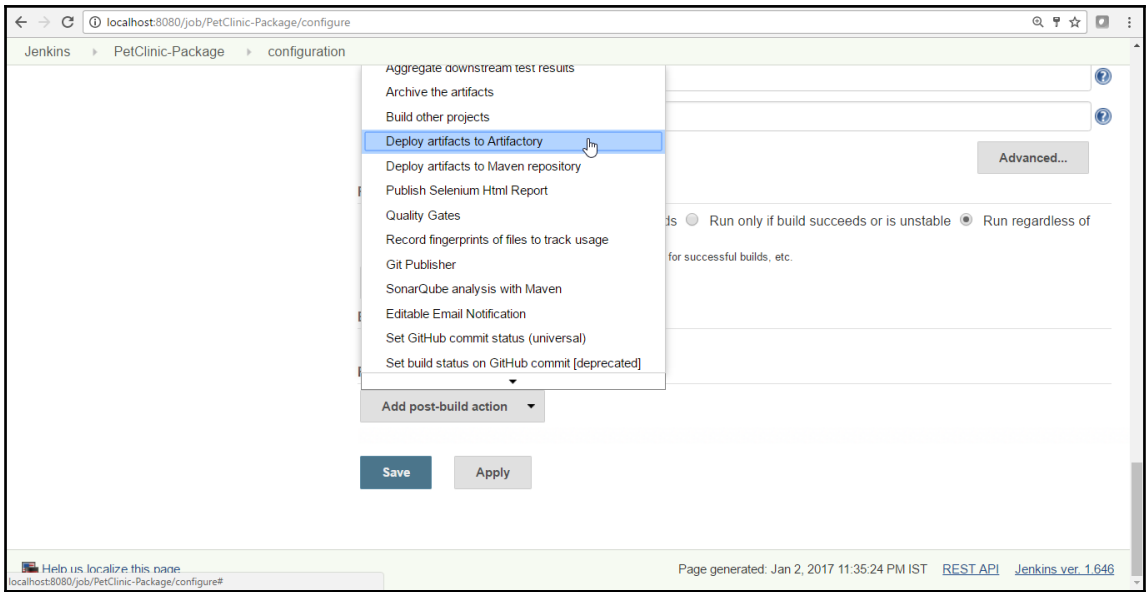 localhost:8080/job/PetClinic-Package/configure
Jenkins PetClinic-Package configuration
Aggregate downstream test results
Archive the artifacts
Build other projects
Deploy artifacts to Artifactory
Deploy artifacts to Maven repository
Advanced...
Publish Selenium Html Report
Quality Gates
Run only if build succeeds or is unstable Run regardless of
Record fingerprints of files to track usage
for successful builds, etc.
Git Publisher
SonarQube analysis with Maven
Editable Email Notification
Set GitHub commit status (universal)
Set build status on GitHub commit [deprecated]
Add post-build action
Save Apply
Help us localize this page
Page generated: Jan 2, 2017 11:35:24 PM IST REST API Jenkins ver. 1.646
localhost:8080/job/PetClinic-Package/configure#